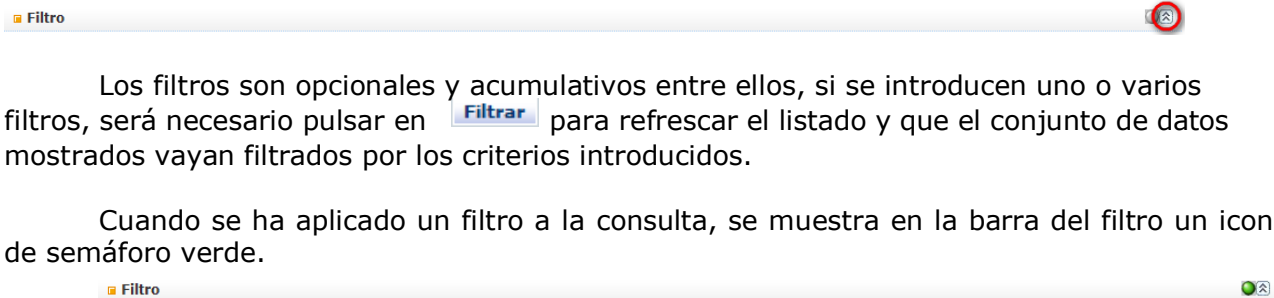 Filtro
Los filtros son opcionales y acumulativos entre ellos, si se introducen uno o varios
filtros, será necesario pulsar en Filtrar para refrescar el listado y que el conjunto de datos
mostrados vayan filtrados por los criterios introducidos.
Cuando se ha aplicado un filtro a la consulta, se muestra en la barra del filtro un icon
de semáforo verde.
Filtro